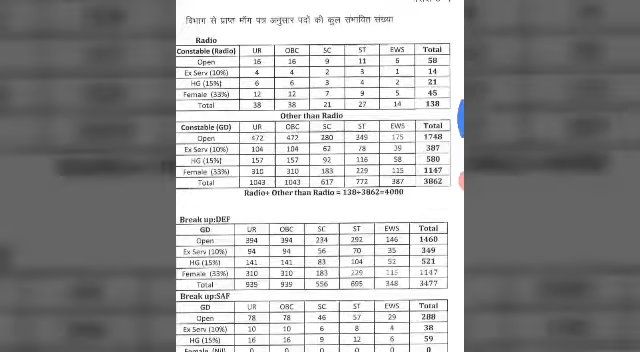 विभाग से प्राप्त माँग पत्र अनुसार पदों की कुल संभावित संख्या
Radio
Constable (Radio) UR OBC SC ST EWS Total
Open 16 16 9 11 6 58
Ex Serv (10%) 4 4 2 3 1 14
HG (15%) 6 6 3 4 2 21
Female (33%) 12 12 7 9 5 45
Total 38 38 21 27 14 138
Other than Radio
Constable (GD) UR OBC SC ST EWS Total
Open 472 472 280 349 175 1748
Ex Serv (10%) 104 104 62 78 39 387
HG (15%) 157 157 92 116 58 580
Female (33%) 310 310 183 229 115 1147
Total 1043 1043 617 772 387 3862
Radio+ Other than Radio = 138+3862=4000
Break up:DEF
GD UR OBC SC ST EWS Total
Open 394 394 234 292 146 1460
Ex Serv (10%) 94 94 56 70 35 349
HG (15%) 141 141 83 104 52 521
Female (33%) 310 310 183 229 115 1147
Total 939 939 556 695 348 3477
Break up:SAF
GD UR OBC SC ST EWS Total
Open 78 78 46 57 29 288
Ex Serv (10%) 10 10 6 8 4 38
HG (15%) 16 16 9 12 6 59
Female (Nil) 0 0 0 0 0 0